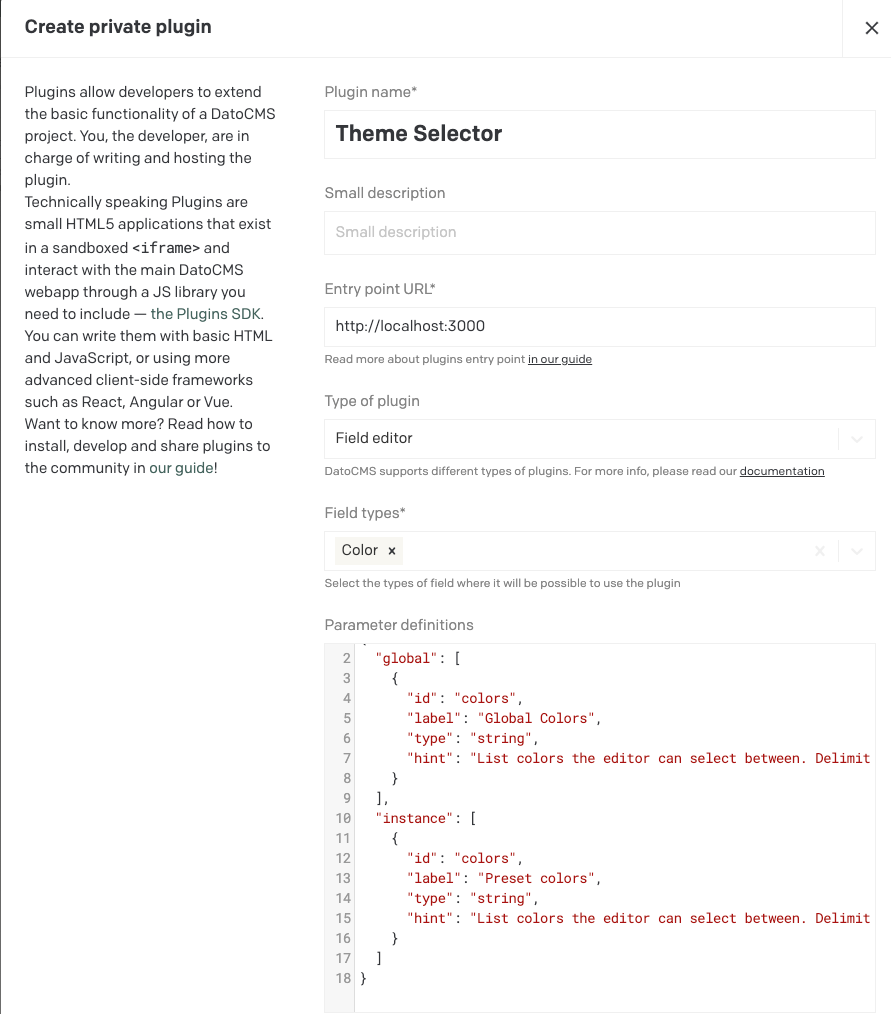 Create private plugin
Plugins allow developers to extend
the basic functionality of a DatoCMS
project. You, the developer, are in
charge of writing and hosting the
plugin.
Technically speaking Plugins are
small HTML5 applications that exist
in a sandboxed <iframe> and
interact with the main DatoCMS
webapp through a JS library you
need to include — the Plugins SDK.
You can write them with basic HTML
and JavaScript, or using more
advanced client-side frameworks
such as React, Angular or Vue.
Want to know more? Read how to
install, develop and share plugins to
the community in our guide!
Plugin name*
Theme Selector
Small description
Small description
Entry point URL*
http://localhost:3000
Read more about plugins entry point in our guide
Type of plugin
Field editor
DatoCMS supports different types of plugins. For more info, please read our documentation
Field types*
Color ×
Select the types of field where it will be possible to use the plugin
Parameter definitions
2 "global": [
3 {
4 "id": "colors",
5 "label": "Global Colors",
6 "type": "string",
7 "hint": "List colors the editor can select between. Delimit
8 }
9 ],
10 "instance": [
11 {
12 "id": "colors",
13 "label": "Preset colors",
14 "type": "string",
15 "hint": "List colors the editor can select between. Delimit
16 }
17 ]
18 }